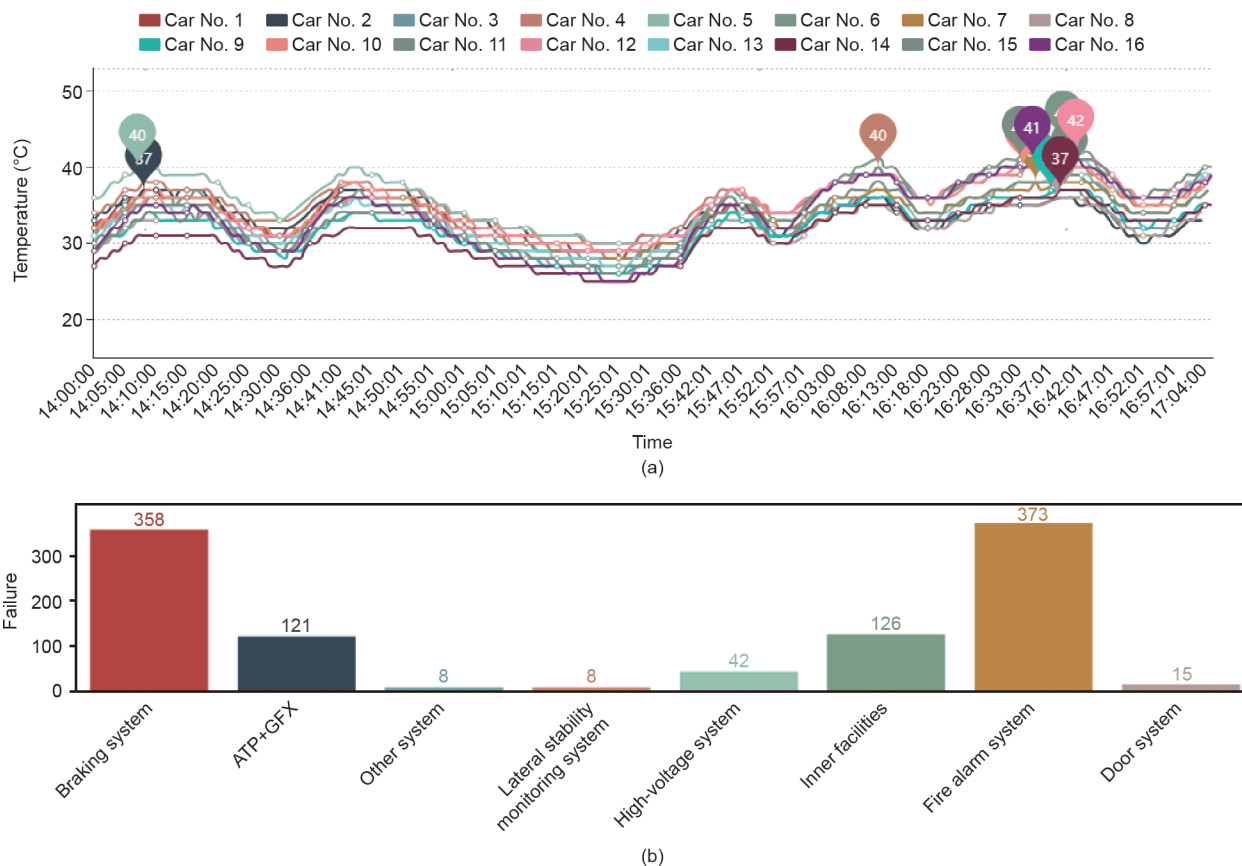 Car No. 1 Car No. 2 Car No. 3 Car No. 4 Car No. 5 Car No. 6 Car No. 7 Car No. 8
Car No. 9 Car No. 10 Car No. 11 Car No. 12 Car No. 13 Car No. 14 Car No. 15 Car No. 16
Temperature (°C)
50
40
30
20
40
37
40
41
42
37
14:00:00 14:05:00 14:10:00 14:15:00 14:20:00 14:25:00 14:30:00 14:36:00 14:41:00 14:45:01 14:50:01 14:55:01 15:00:01 15:05:01 15:10:01 15:15:01 15:20:01 15:25:01 15:30:01 15:36:00 15:42:01 15:47:01 15:52:01 15:57:01 16:03:00 16:08:00 16:13:00 16:18:00 16:23:00 16:28:00 16:33:00 16:37:01 16:42:01 16:47:01 16:52:01 16:57:01 17:04:00
Time
(a)
Failure
300
200
100
0
358
121
8
8
42
126
373
15
Braking system
ATP+GFX
Other system
Lateral stability
monitoring system
High-voltage system
Inner facilities
Fire alarm system
Door system
(b)